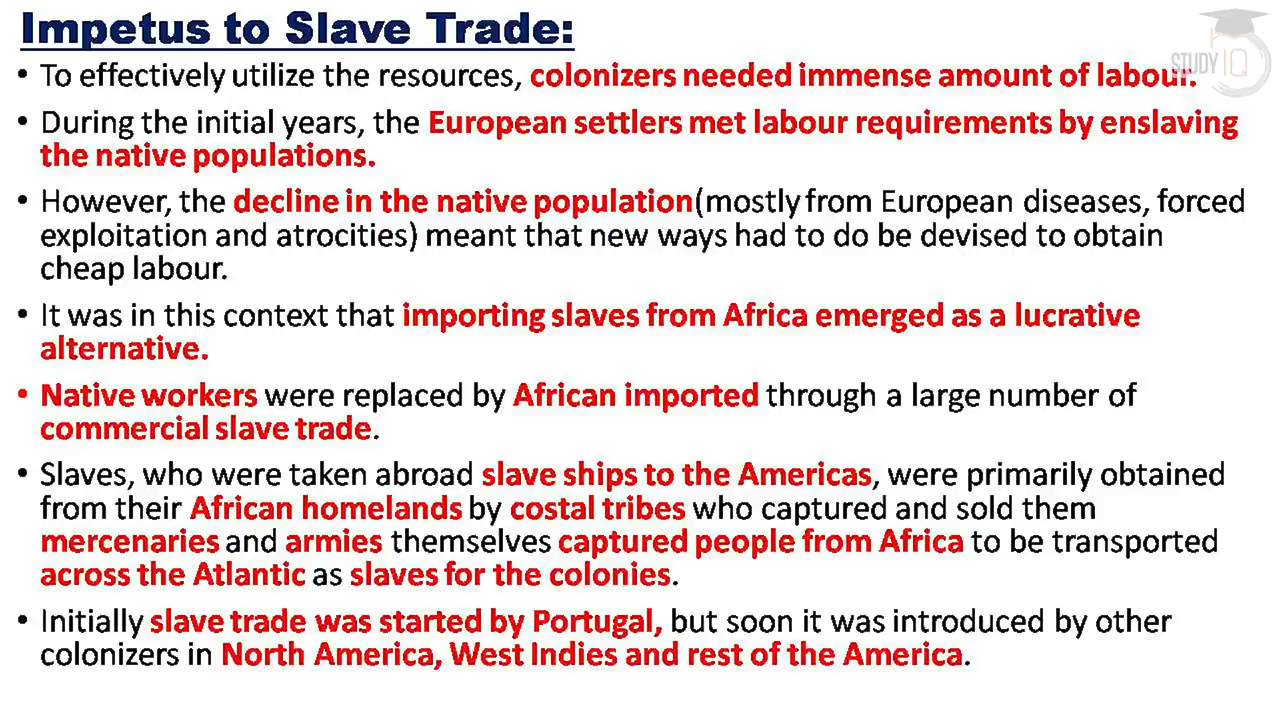 Impetus to Slave Trade:
STUDY IQ
• To effectively utilize the resources, colonizers needed immense amount of labour.
• During the initial years, the European settlers met labour requirements by enslaving
the native populations.
• However, the decline in the native population(mostly from European diseases, forced
exploitation and atrocities) meant that new ways had to do be devised to obtain
cheap labour.
• It was in this context that importing slaves from Africa emerged as a lucrative
alternative.
• Native workers were replaced by African imported through a large number of
commercial slave trade.
• Slaves, who were taken abroad slave ships to the Americas, were primarily obtained
from their African homelands by costal tribes who captured and sold them
mercenaries and armies themselves captured people from Africa to be transported
across the Atlantic as slaves for the colonies.
• Initially slave trade was started by Portugal, but soon it was introduced by other
colonizers in North America, West Indies and rest of the America.